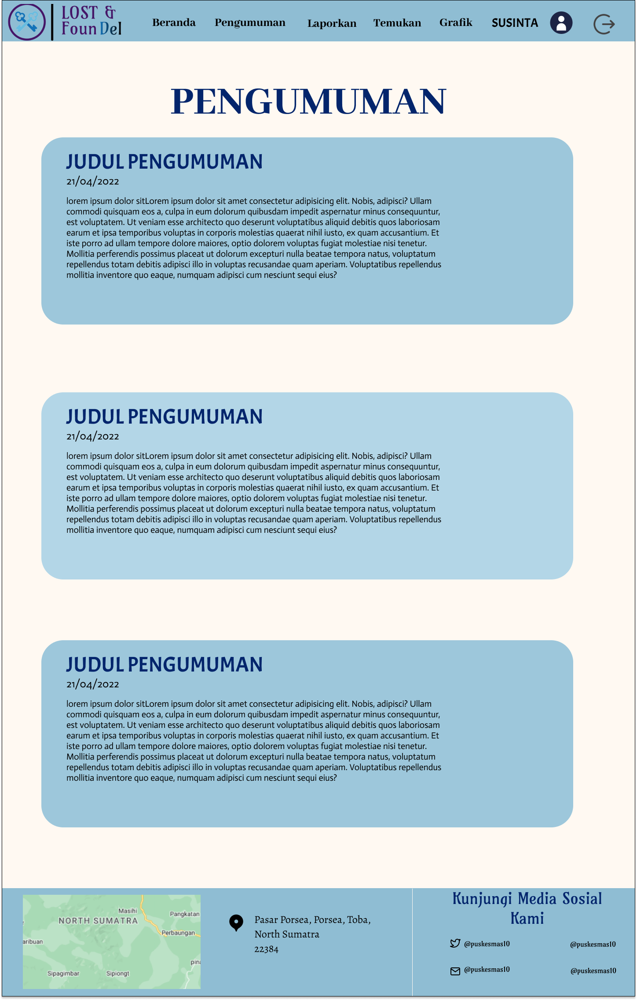 LOST &
FounDel
Beranda Pengumuman Laporkan Temukan Grafik SUSINTA
PENGUMUMAN
JUDUL PENGUMUMAN
21/04/2022
lorem ipsum dolor sitLorem ipsum dolor sit amet consectetur adipisicing elit. Nobis, adipisci? Ullam
commodi quisquam eos a, culpa in eum dolorum quibusdam impedit aspernatur minus consequuntur,
est voluptatem. Ut veniam esse architecto quo deserunt voluptatibus aliquid debitis quos laboriosam
earum et ipsa temporibus voluptas in corporis molestias quaerat nihil iusto, ex quam accusantium. Et
iste porro ad ullam tempore dolore maiores, optio dolorem voluptas fugiat molestiae nisi tenetur.
Mollitia perferendis possimus placeat ut dolorum excepturi nulla beatae tempora natus, voluptatum
repellendus totam debitis adipisci illo in voluptas recusandae quam aperiam. Voluptatibus repellendus
mollitia inventore quo eaque, numquam adipisci cum nesciunt sequi eius?
JUDUL PENGUMUMAN
21/04/2022
lorem ipsum dolor sitLorem ipsum dolor sit amet consectetur adipisicing elit. Nobis, adipisci? Ullam
commodi quisquam eos a, culpa in eum dolorum quibusdam impedit aspernatur minus consequuntur,
est voluptatem. Ut veniam esse architecto quo deserunt voluptatibus aliquid debitis quos laboriosam
earum et ipsa temporibus voluptas in corporis molestias quaerat nihil iusto, ex quam accusantium. Et
iste porro ad ullam tempore dolore maiores, optio dolorem voluptas fugiat molestiae nisi tenetur.
Mollitia perferendis possimus placeat ut dolorum excepturi nulla beatae tempora natus, voluptatum
repellendus totam debitis adipisci illo in voluptas recusandae quam aperiam. Voluptatibus repellendus
mollitia inventore quo eaque, numquam adipisci cum nesciunt sequi eius?
JUDUL PENGUMUMAN
21/04/2022
lorem ipsum dolor sitLorem ipsum dolor sit amet consectetur adipisicing elit. Nobis, adipisci? Ullam
commodi quisquam eos a, culpa in eum dolorum quibusdam impedit aspernatur minus consequuntur,
est voluptatem. Ut veniam esse architecto quo deserunt voluptatibus aliquid debitis quos laboriosam
earum et ipsa temporibus voluptas in corporis molestias quaerat nihil iusto, ex quam accusantium. Et
iste porro ad ullam tempore dolore maiores, optio dolorem voluptas fugiat molestiae nisi tenetur.
Mollitia perferendis possimus placeat ut dolorum excepturi nulla beatae tempora natus, voluptatum
repellendus totam debitis adipisci illo in voluptas recusandae quam aperiam. Voluptatibus repellendus
mollitia inventore quo eaque, numquam adipisci cum nesciunt sequi eius?
Masihi
Pangkatan
NORTH SUMATRA
Perbaungan
aribuan
pina
Sipagimbar
Sipiongt
Pasar Porsea, Porsea, Toba,
North Sumatra
22384
Kunjungi Media Sosial
Kami
@puskesmas10 @puskesmas10
@puskesmas10 @puskesmas10